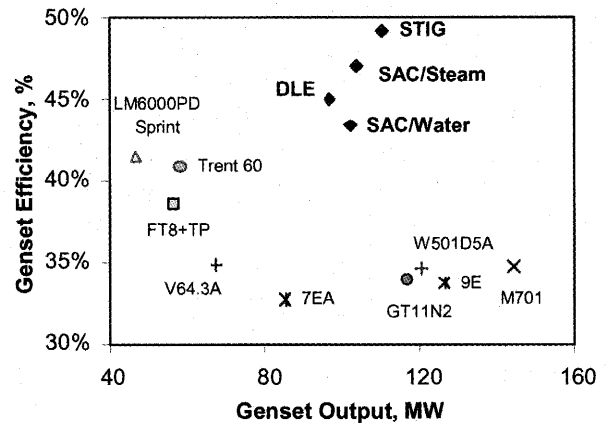 50%
45%
40%
35%
30%
Genset Efficiency, %
STIG
SAC/Steam
DLE
SAC/Water
LM6000PD
Sprint
Trent 60
FT8+TP
V64.3A
7EA
W501D5A
9E
GT11N2
M701
40
80
120
160
Genset Output, MW